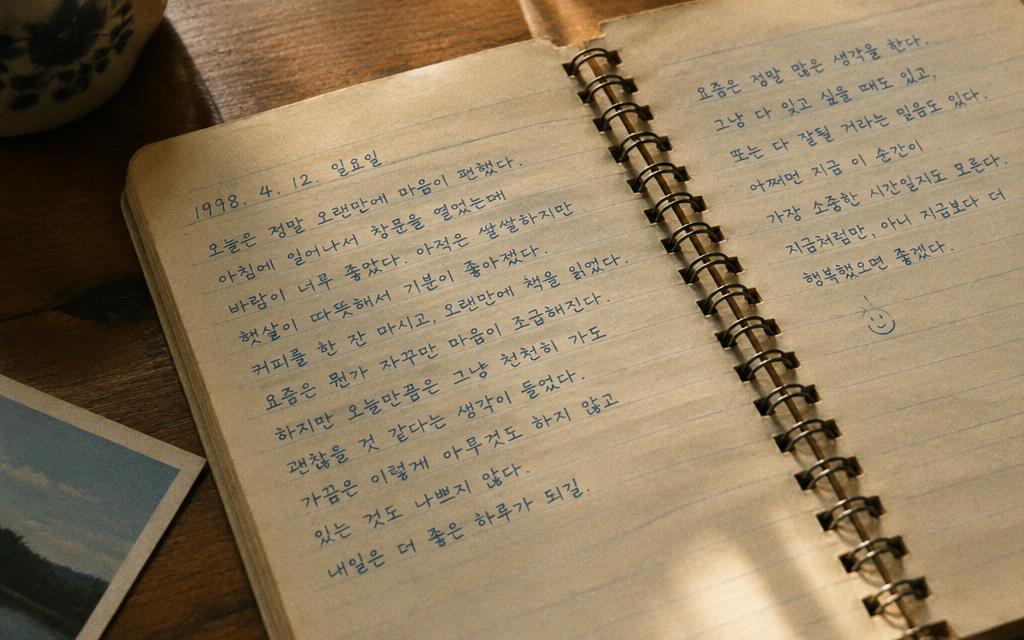 1998. 4. 12. 일요일
오늘은 정말 오랜만에 마음이 편했다.
아침에 일어나서 창문을 열었는데
바람이 너무 좋았다. 아적은 쌀쌀하지만
햇살이 따뜻해서 기분이 좋아졌다.
커피를 한 잔 마시고, 오랜만에 책을 읽었다.
요즘은 뭔가 자꾸만 마음이 조급해진다.
하지만 오늘만큼은 그냥 천천히 가도
괜찮을 것 같다는 생각이 들었다.
가끔은 이렇게 아무것도 하지 않고
있는 것도 나쁘지 않다.
내일은 더 좋은 하루가 되길.
요즘은 정말 많은 생각을 한다.
그냥 다 잊고 싶을 때도 있고,
또는 다 잘될 거라는 믿음도 있다.
어쩌면 지금 이 순간이
가장 소중한 시간일지도 모른다.
지금처럼만, 아니 지금보다 더
행복했으면 좋겠다.